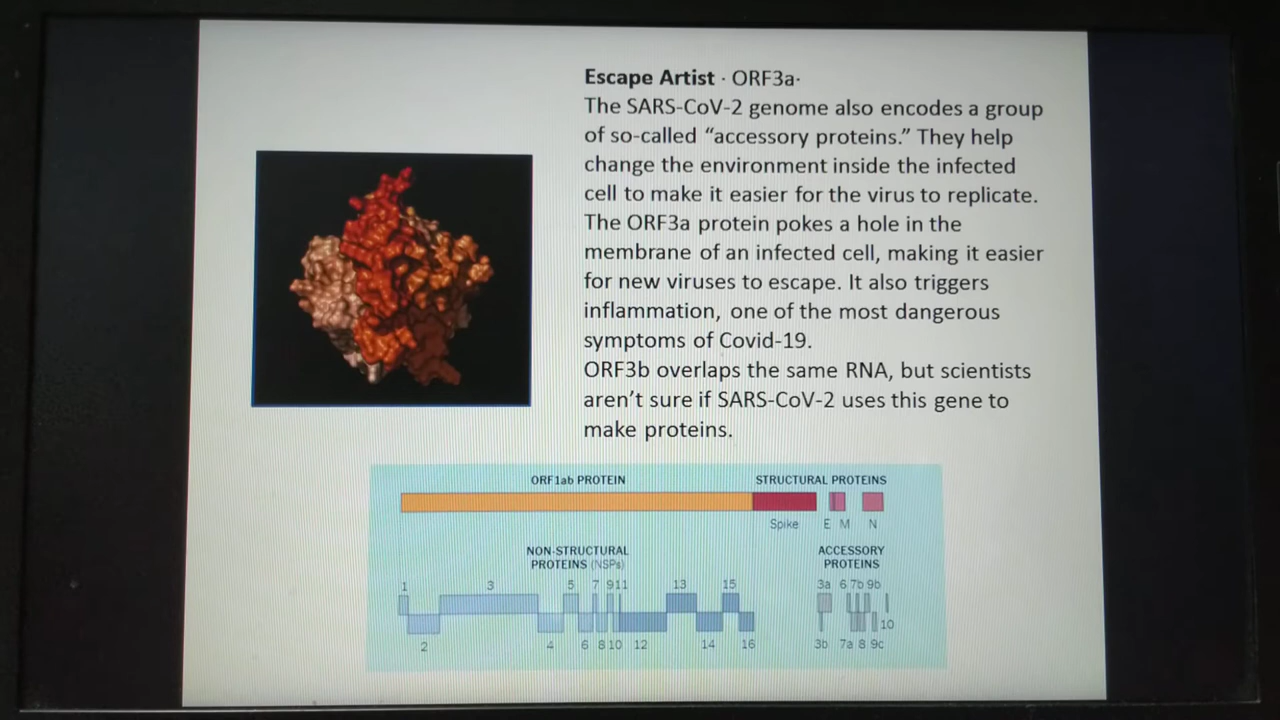 Escape Artist · ORF3a·
The SARS-CoV-2 genome also encodes a group
of so-called “accessory proteins.” They help
change the environment inside the infected
cell to make it easier for the virus to replicate.
The ORF3a protein pokes a hole in the
membrane of an infected cell, making it easier
for new viruses to escape. It also triggers
inflammation, one of the most dangerous
symptoms of Covid-19.
ORF3b overlaps the same RNA, but scientists
aren’t sure if SARS-CoV-2 uses this gene to
make proteins.
ORF1ab PROTEIN
STRUCTURAL PROTEINS
Spike E M N
NON-STRUCTURAL
PROTEINS (NSPs)
1 3 5 7 9 11 13 15
2 4 6 8 10 12 14 16
ACCESSORY
PROTEINS
3a 6 7b 9b
10
3b 7a 8 9c